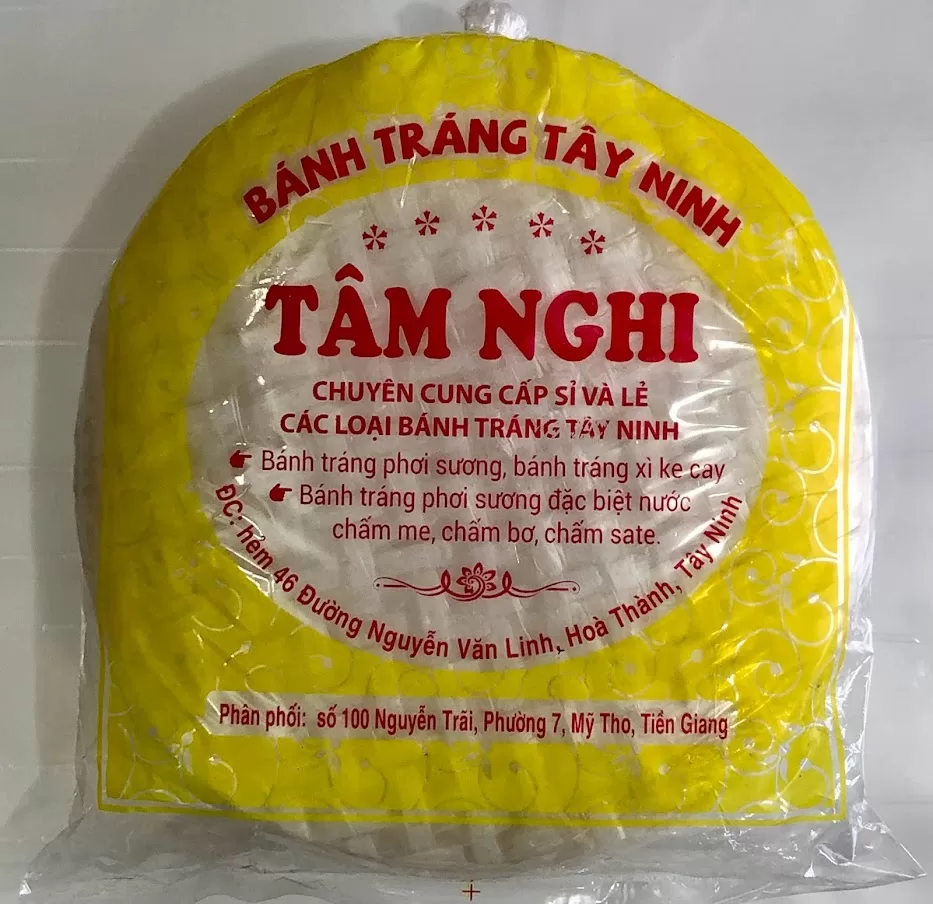 BÁNH TRÁNG TÂY NINH
TÂM NGHI
CHUYÊN CUNG CẤP SỈ VÀ LẺ
CÁC LOẠI BÁNH TRÁNG TÂY NINH
Bánh tráng phơi sương, bánh tráng xì ke cay
Bánh tráng phơi sương đặc biệt nước
chấm me, chấm bơ, chấm sate.
ĐC: hẻm 46 Đường Nguyễn Văn Linh, Hoà Thành, Tây Ninh
Phân phối: số 100 Nguyễn Trãi, Phường 7, Mỹ Tho, Tiền Giang